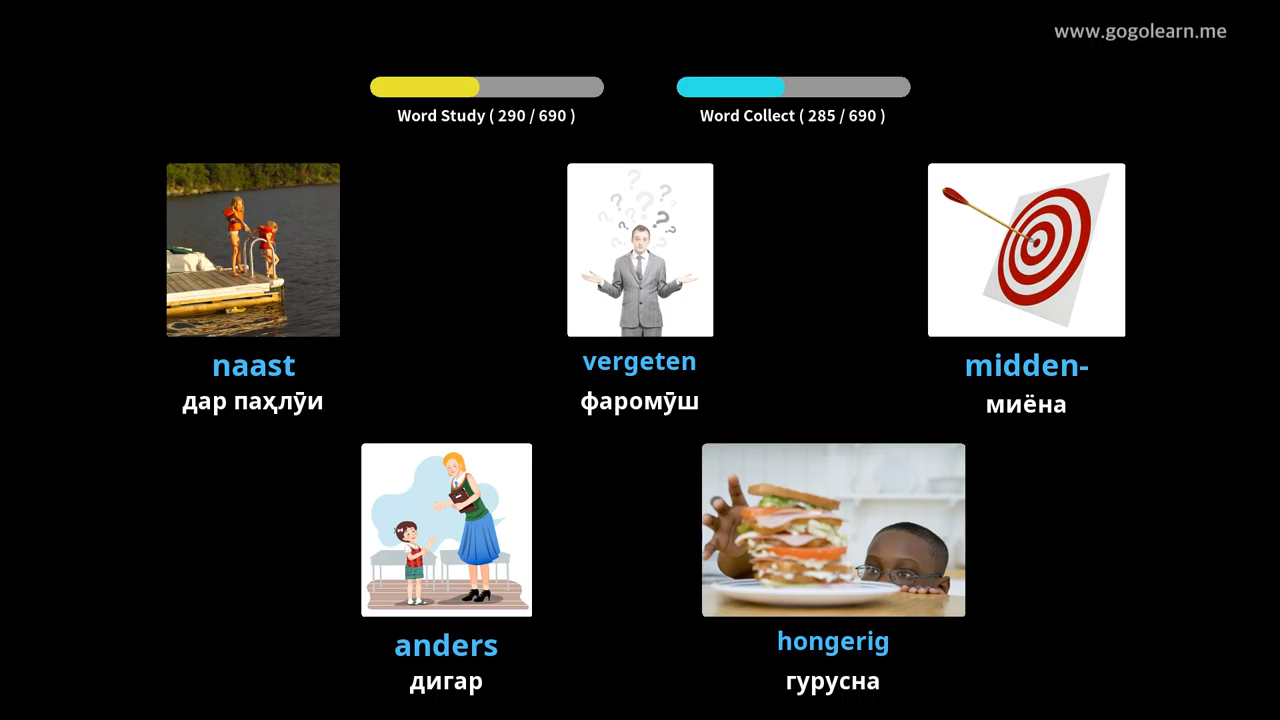 www.gogolearn.me
Word Study ( 290 / 690 )
Word Collect ( 285 / 690 )
naast
дар паҳлӯи
vergeten
фаромӯш
midden-
миёна
anders
дигар
hongerig
гурусна